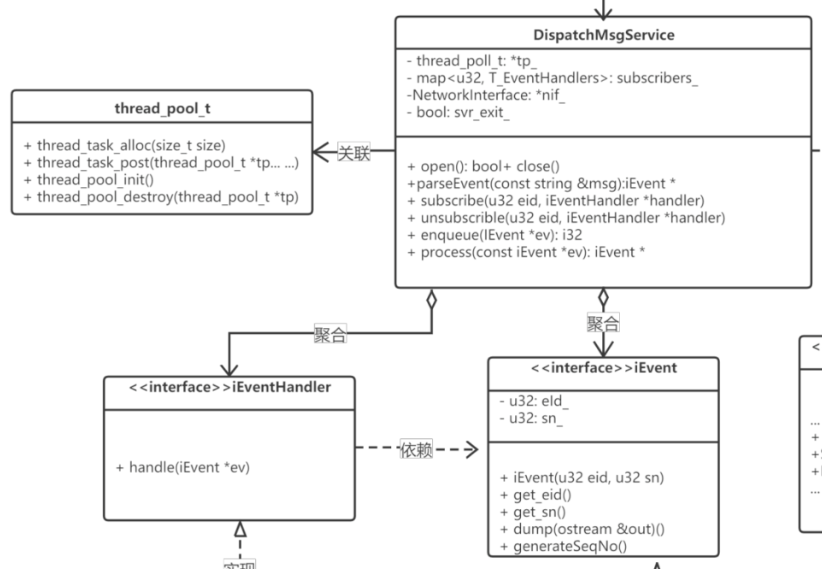 DispatchMsgService
- thread_poll_t: *tp_
- map<u32, T_EventHandlers>: subscribers_
-NetworkInterface: *nif_
- bool: svr_exit_
+ open(): bool+ close()
+parseEvent(const string &msg):iEvent *
+ subscribe(u32 eid, iEventHandler *handler)
+ unsubscrible(u32 eid, iEventHandler *handler)
+ enqueue(IEvent *ev): i32
+ process(const iEvent *ev): iEvent *
thread_pool_t
+ thread_task_alloc(size_t size)
+ thread_task_post(thread_pool_t *tp... ...)
+ thread_pool_init()
+ thread_pool_destroy(thread_pool_t *tp)
关联
聚合
聚合
<<interface>>iEventHandler
+ handle(iEvent *ev)
依赖
<<interface>>iEvent
- u32: eId_
- u32: sn_
+ iEvent(u32 eid, u32 sn)
+ get_eid()
+ get_sn()
+ dump(ostream &out)()
+ generateSeqNo()
实现
<
...
+
+
...